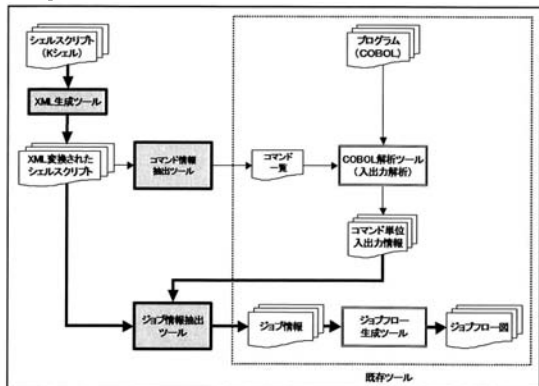 シェルスクリプト
(Kシェル)
プログラム
(COBOL)
XML生成ツール
XML変換された
シェルスクリプト
コマンド情報
抽出ツール
コマンド
一覧
COBOL解析ツール
(入出力解析)
コマンド単位
入出力情報
ジョブ情報抽出
ツール
ジョブ情報
ジョブフロー
生成ツール
ジョブフロー図
既存ツール